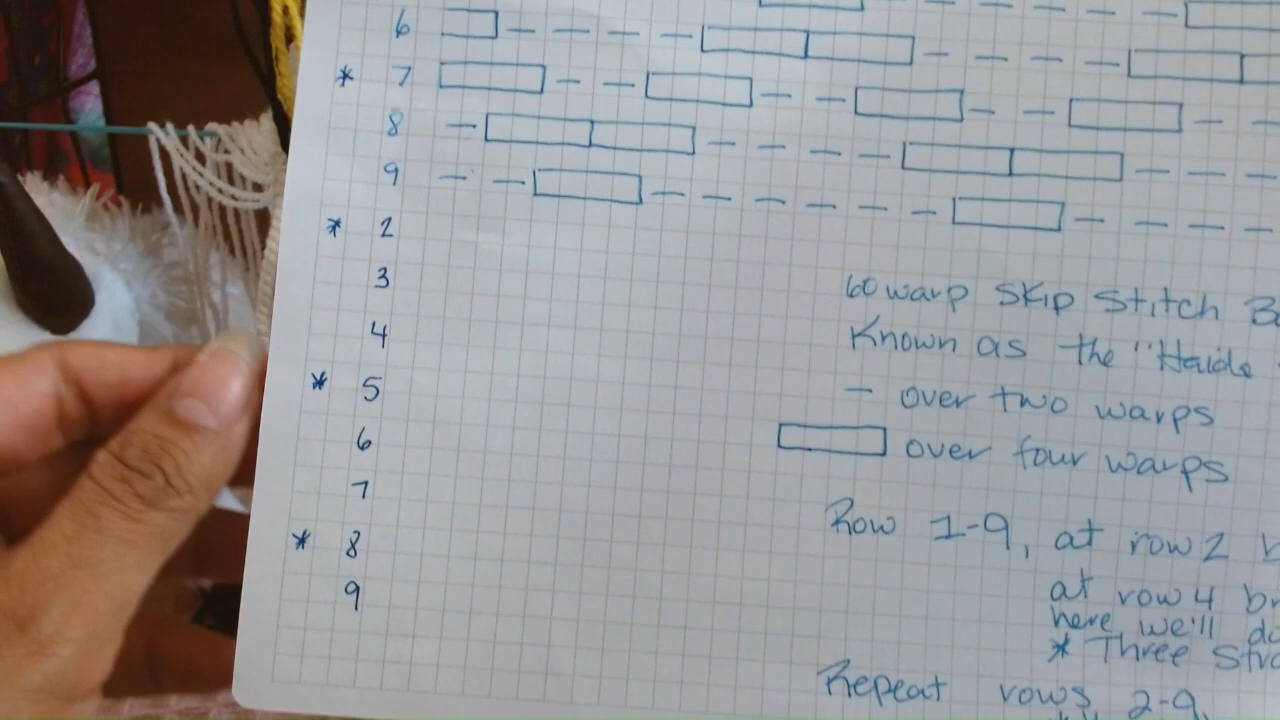 6
* 7
8
9
* 2
3
4
* 5
6
7
* 8
9
60 warp Skip Stitch
Known as the "Haida
- over two warps
over four warps
Row 1-9, at row 2
at row 4
here we'll
* Three
Repeat rows 2-9.